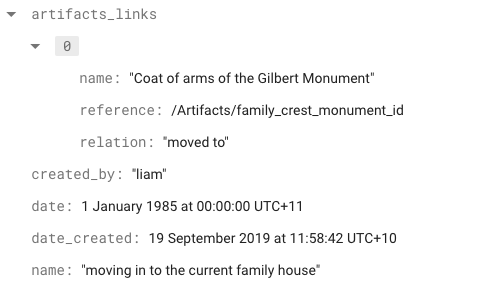 artifacts_links
0
name: "Coat of arms of the Gilbert Monument"
reference: /Artifacts/family_crest_monument_id
relation: "moved to"
created_by: "liam"
date: 1 January 1985 at 00:00:00 UTC+11
date_created: 19 September 2019 at 11:58:42 UTC+10
name: "moving in to the current family house"